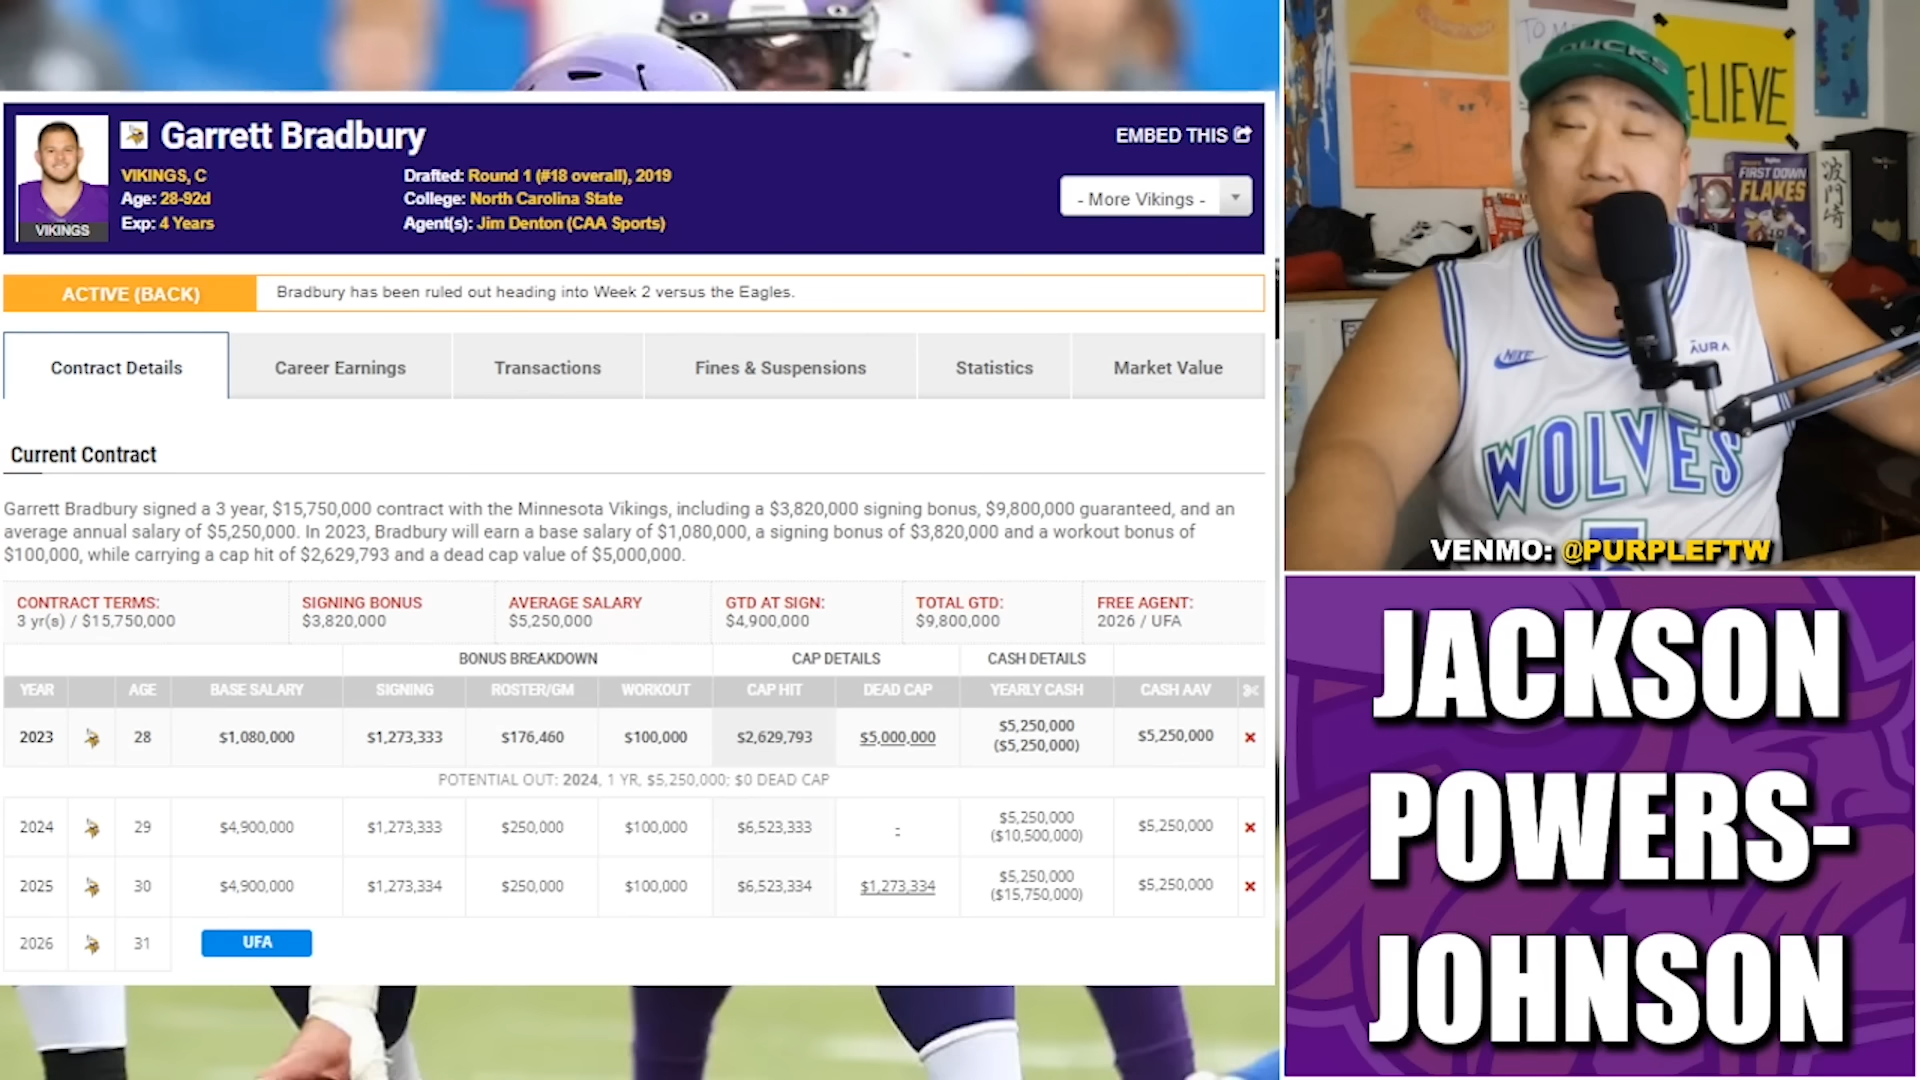 Garrett Bradbury
EMBED THIS
VIKINGS, C
Age: 28-92d
Exp: 4 Years
Drafted: Round 1 (#18 overall), 2019
College: North Carolina State
Agent(s): Jim Denton (CAA Sports)
- More Vikings -
VIKINGS
ACTIVE (BACK)
Bradbury has been ruled out heading into Week 2 versus the Eagles.
Contract Details Career Earnings Transactions Fines & Suspensions Statistics Market Value
Current Contract
Garrett Bradbury signed a 3 year, $15,750,000 contract with the Minnesota Vikings, including a $3,820,000 signing bonus, $9,800,000 guaranteed, and an
average annual salary of $5,250,000. In 2023, Bradbury will earn a base salary of $1,080,000, a signing bonus of $3,820,000 and a workout bonus of
$100,000, while carrying a cap hit of $2,629,793 and a dead cap value of $5,000,000.
CONTRACT TERMS: SIGNING BONUS AVERAGE SALARY GTD AT SIGN: TOTAL GTD: FREE AGENT:
3 yr(s) / $15,750,000 $3,820,000 $5,250,000 $4,900,000 $9,800,000 2026 / UFA
BONUS BREAKDOWN CAP DETAILS CASH DETAILS
YEAR AGE BASE SALARY SIGNING ROSTER/GM WORKOUT CAP HIT DEAD CAP YEARLY CASH CASH AAV
2023 28 $1,080,000 $1,273,333 $176,460 $100,000 $2,629,793 $5,000,000 $5,250,000 ($5,250,000) $5,250,000
POTENTIAL OUT: 2024, 1 YR, $5,250,000; $0 DEAD CAP
2024 29 $4,900,000 $1,273,333 $250,000 $100,000 $6,523,333 - $5,250,000 ($10,500,000) $5,250,000
2025 30 $4,900,000 $1,273,334 $250,000 $100,000 $6,523,334 $1,273,334 $5,250,000 ($15,750,000) $5,250,000
2026 31 UFA
DUCKS
ELIEVE
FIRST DOWN
FLAKES
波門崎
NIKE
AURA
WOLVES
VENMO: @PURPLEFTW
JACKSON
POWERS-
JOHNSON